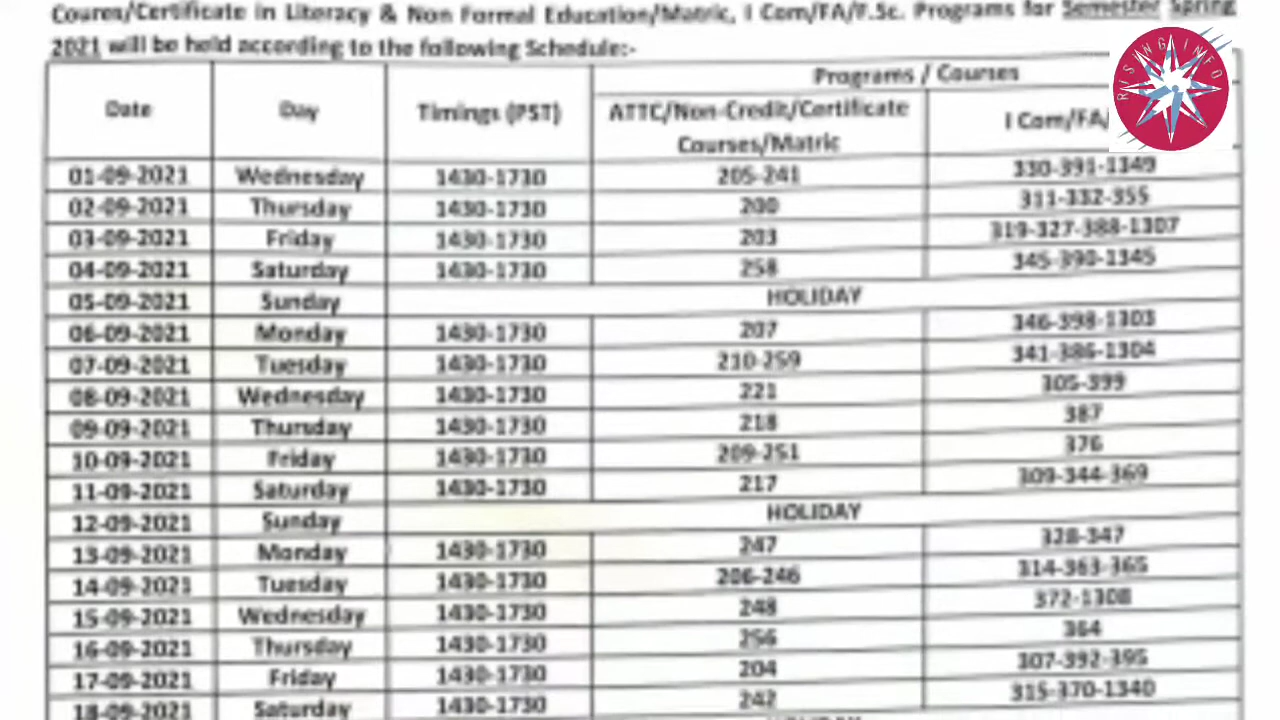 Coures/Certificate in Literacy & Non Formal Education/Matric, I Com/FA/F.Sc. Programs for Semester Spring
2021 will be held according to the following Schedule:-
RISING INFO
Programs / Courses
Date Day Timings (PST) ATTC/Non-Credit/Certificate Courses/Matric I Com/FA/
01-09-2021 Wednesday 1430-1730 205-241 330-391-1349
02-09-2021 Thursday 1430-1730 200 311-332-355
03-09-2021 Friday 1430-1730 203 319-327-388-1307
04-09-2021 Saturday 1430-1730 258 345-390-1345
05-09-2021 Sunday HOLIDAY
06-09-2021 Monday 1430-1730 207 346-398-1303
07-09-2021 Tuesday 1430-1730 210-259 341-386-1304
08-09-2021 Wednesday 1430-1730 221 305-399
09-09-2021 Thursday 1430-1730 218 387
10-09-2021 Friday 1430-1730 209-251 376
11-09-2021 Saturday 1430-1730 217 309-344-369
12-09-2021 Sunday HOLIDAY
13-09-2021 Monday 1430-1730 247 328-347
14-09-2021 Tuesday 1430-1730 206-246 314-363-365
15-09-2021 Wednesday 1430-1730 248 372-1308
16-09-2021 Thursday 1430-1730 256 364
17-09-2021 Friday 1430-1730 204 307-392-395
18-09-2021 Saturday 1430-1730 242 315-370-1340